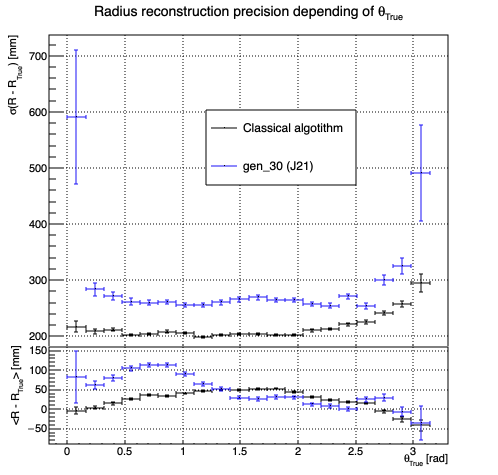 Radius reconstruction precision depending of θTrue
σ(R - RTrue) [mm]
700
600
500
400
300
200
Classical algotithm
gen_30 (J21)
<R - RTrue> [mm]
150
100
50
0
−50
0 0.5 1 1.5 2 2.5 3
θTrue [rad]